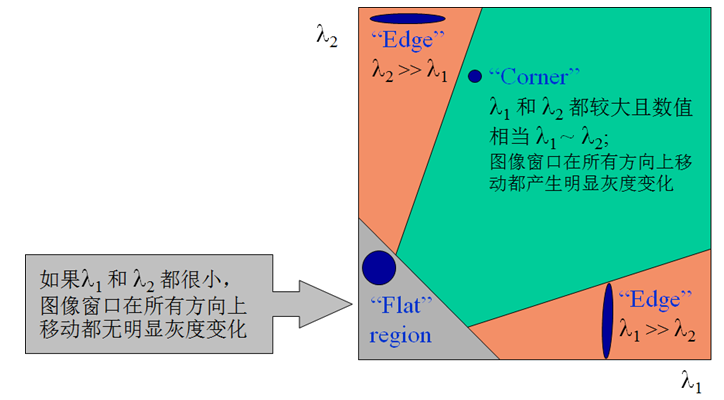 λ2
“Edge”
λ2 >> λ1
“Corner”
λ1 和 λ2 都较大且数值
相当 λ1 ~ λ2;
图像窗口在所有方向上移
动都产生明显灰度变化
如果λ1 和 λ2 都很小，
图像窗口在所有方向上
移动都无明显灰度变化
“Flat”
region
“Edge”
λ1 >> λ2
λ1